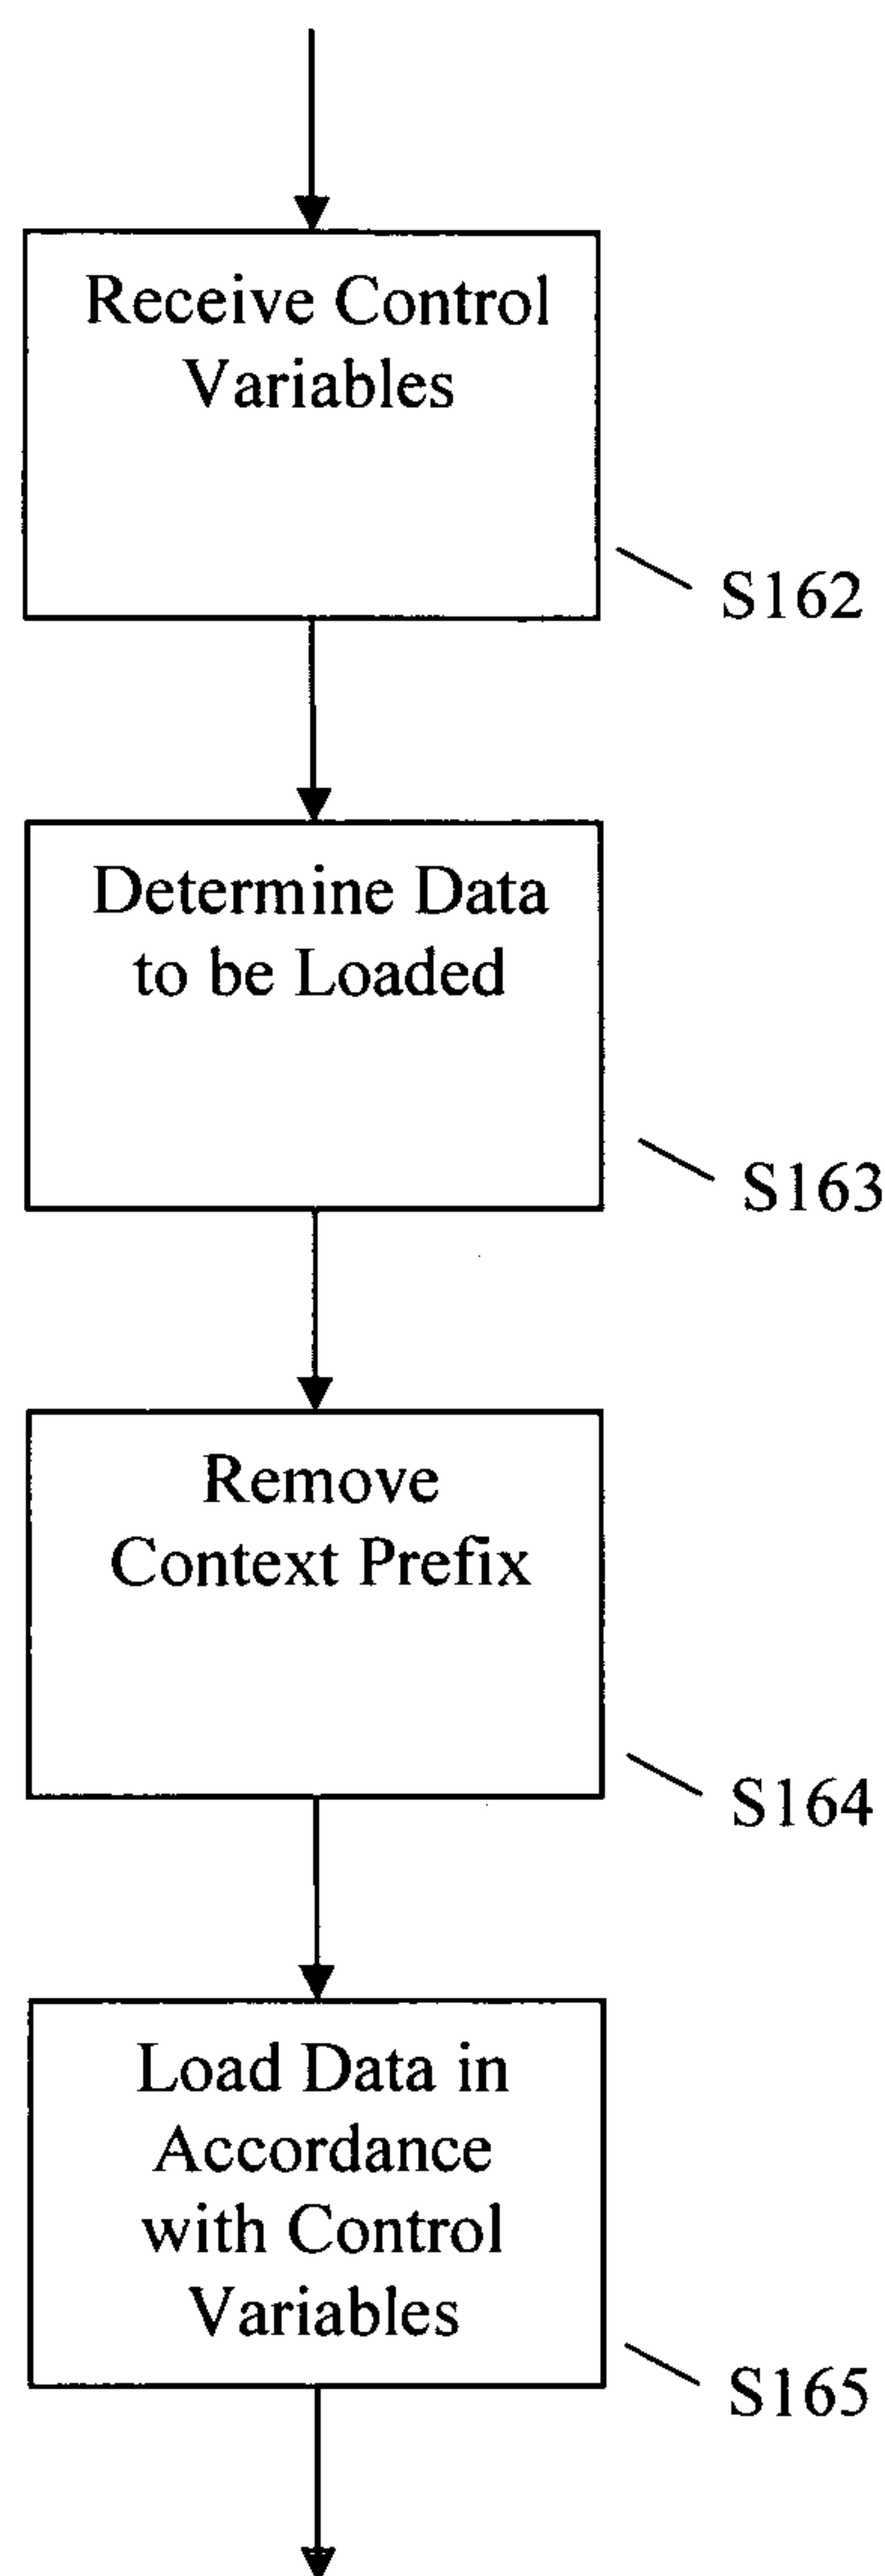 Receive Control
Variables
S162
Determine Data
to be Loaded
S163
Remove
Context Prefix
S164
Load Data in
Accordance
with Control
Variables
S165